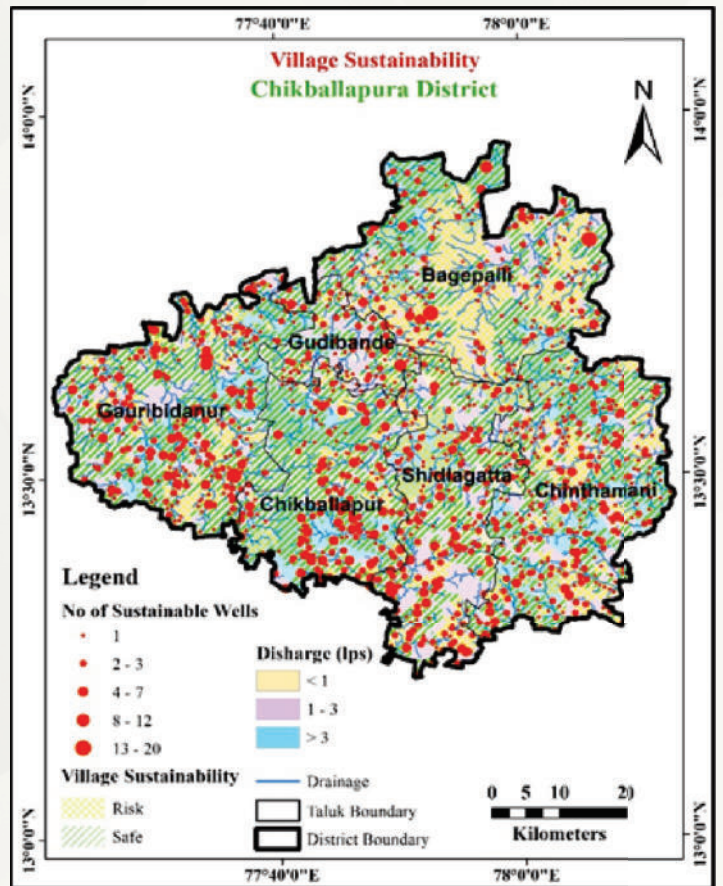 77°40'0"E
78°0'0"E
Village Sustainability
Chikballapura District
N
14°0'0"N
14°0'0"N
Bagepalli
Gudibande
Gauribidanur
Shidlagatta
Chinthamani
Chikballapur
13°30'0"N
13°30'0"N
Legend
No of Sustainable Wells
1
2 - 3
4 - 7
8 - 12
13 - 20
Village Sustainability
Risk
Safe
Disharge (lps)
< 1
1 - 3
> 3
Drainage
Taluk Boundary
District Boundary
0 5 10 20
Kilometers
13°0'0"N
13°0'0"N
77°40'0"E
78°0'0"E